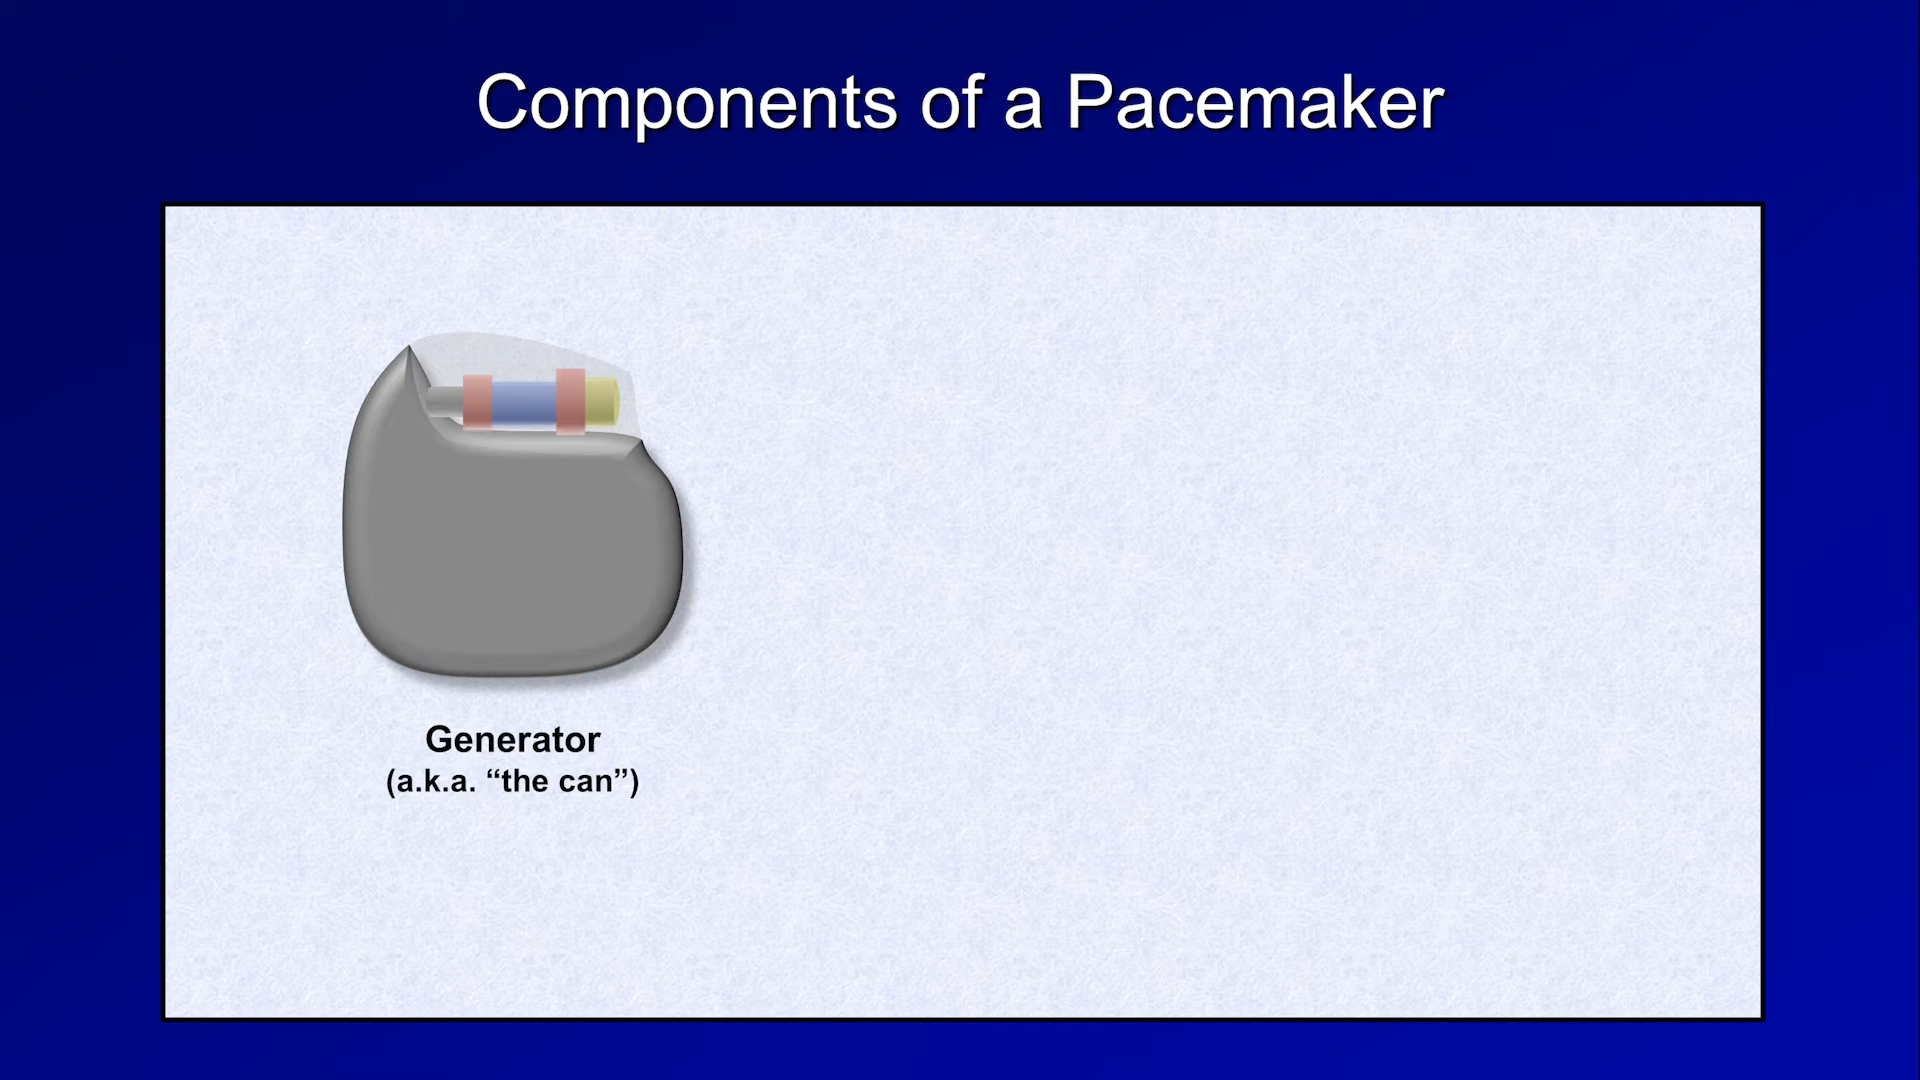 Components of a Pacemaker
Generator
(a.k.a. “the can”)